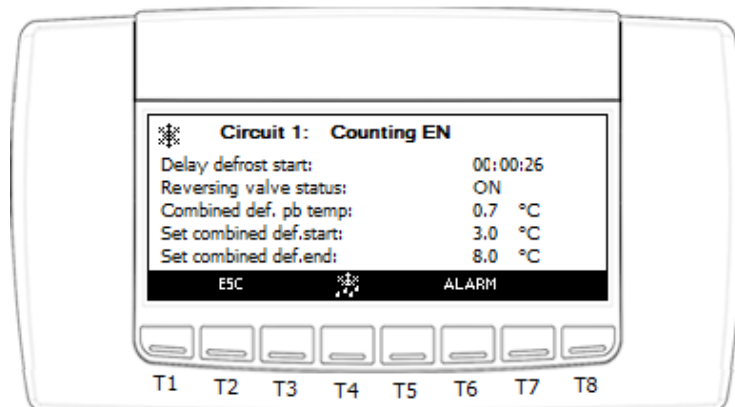 Circuit 1: Counting EN
Delay defrost start: 00:00:26
Reversing valve status: ON
Combined def. pb temp: 0.7 °C
Set combined def.start: 3.0 °C
Set combined def.end: 8.0 °C
ESC ALARM
T1 T2 T3 T4 T5 T6 T7 T8